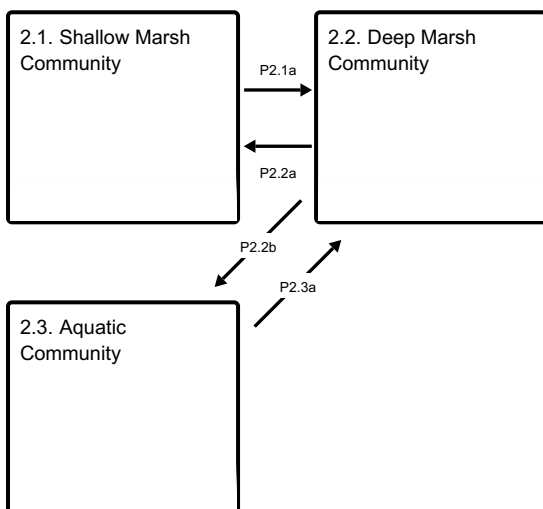 2.1. Shallow Marsh
Community
2.2. Deep Marsh
Community
P2.1a
P2.2a
P2.2b
P2.3a
2.3. Aquatic
Community